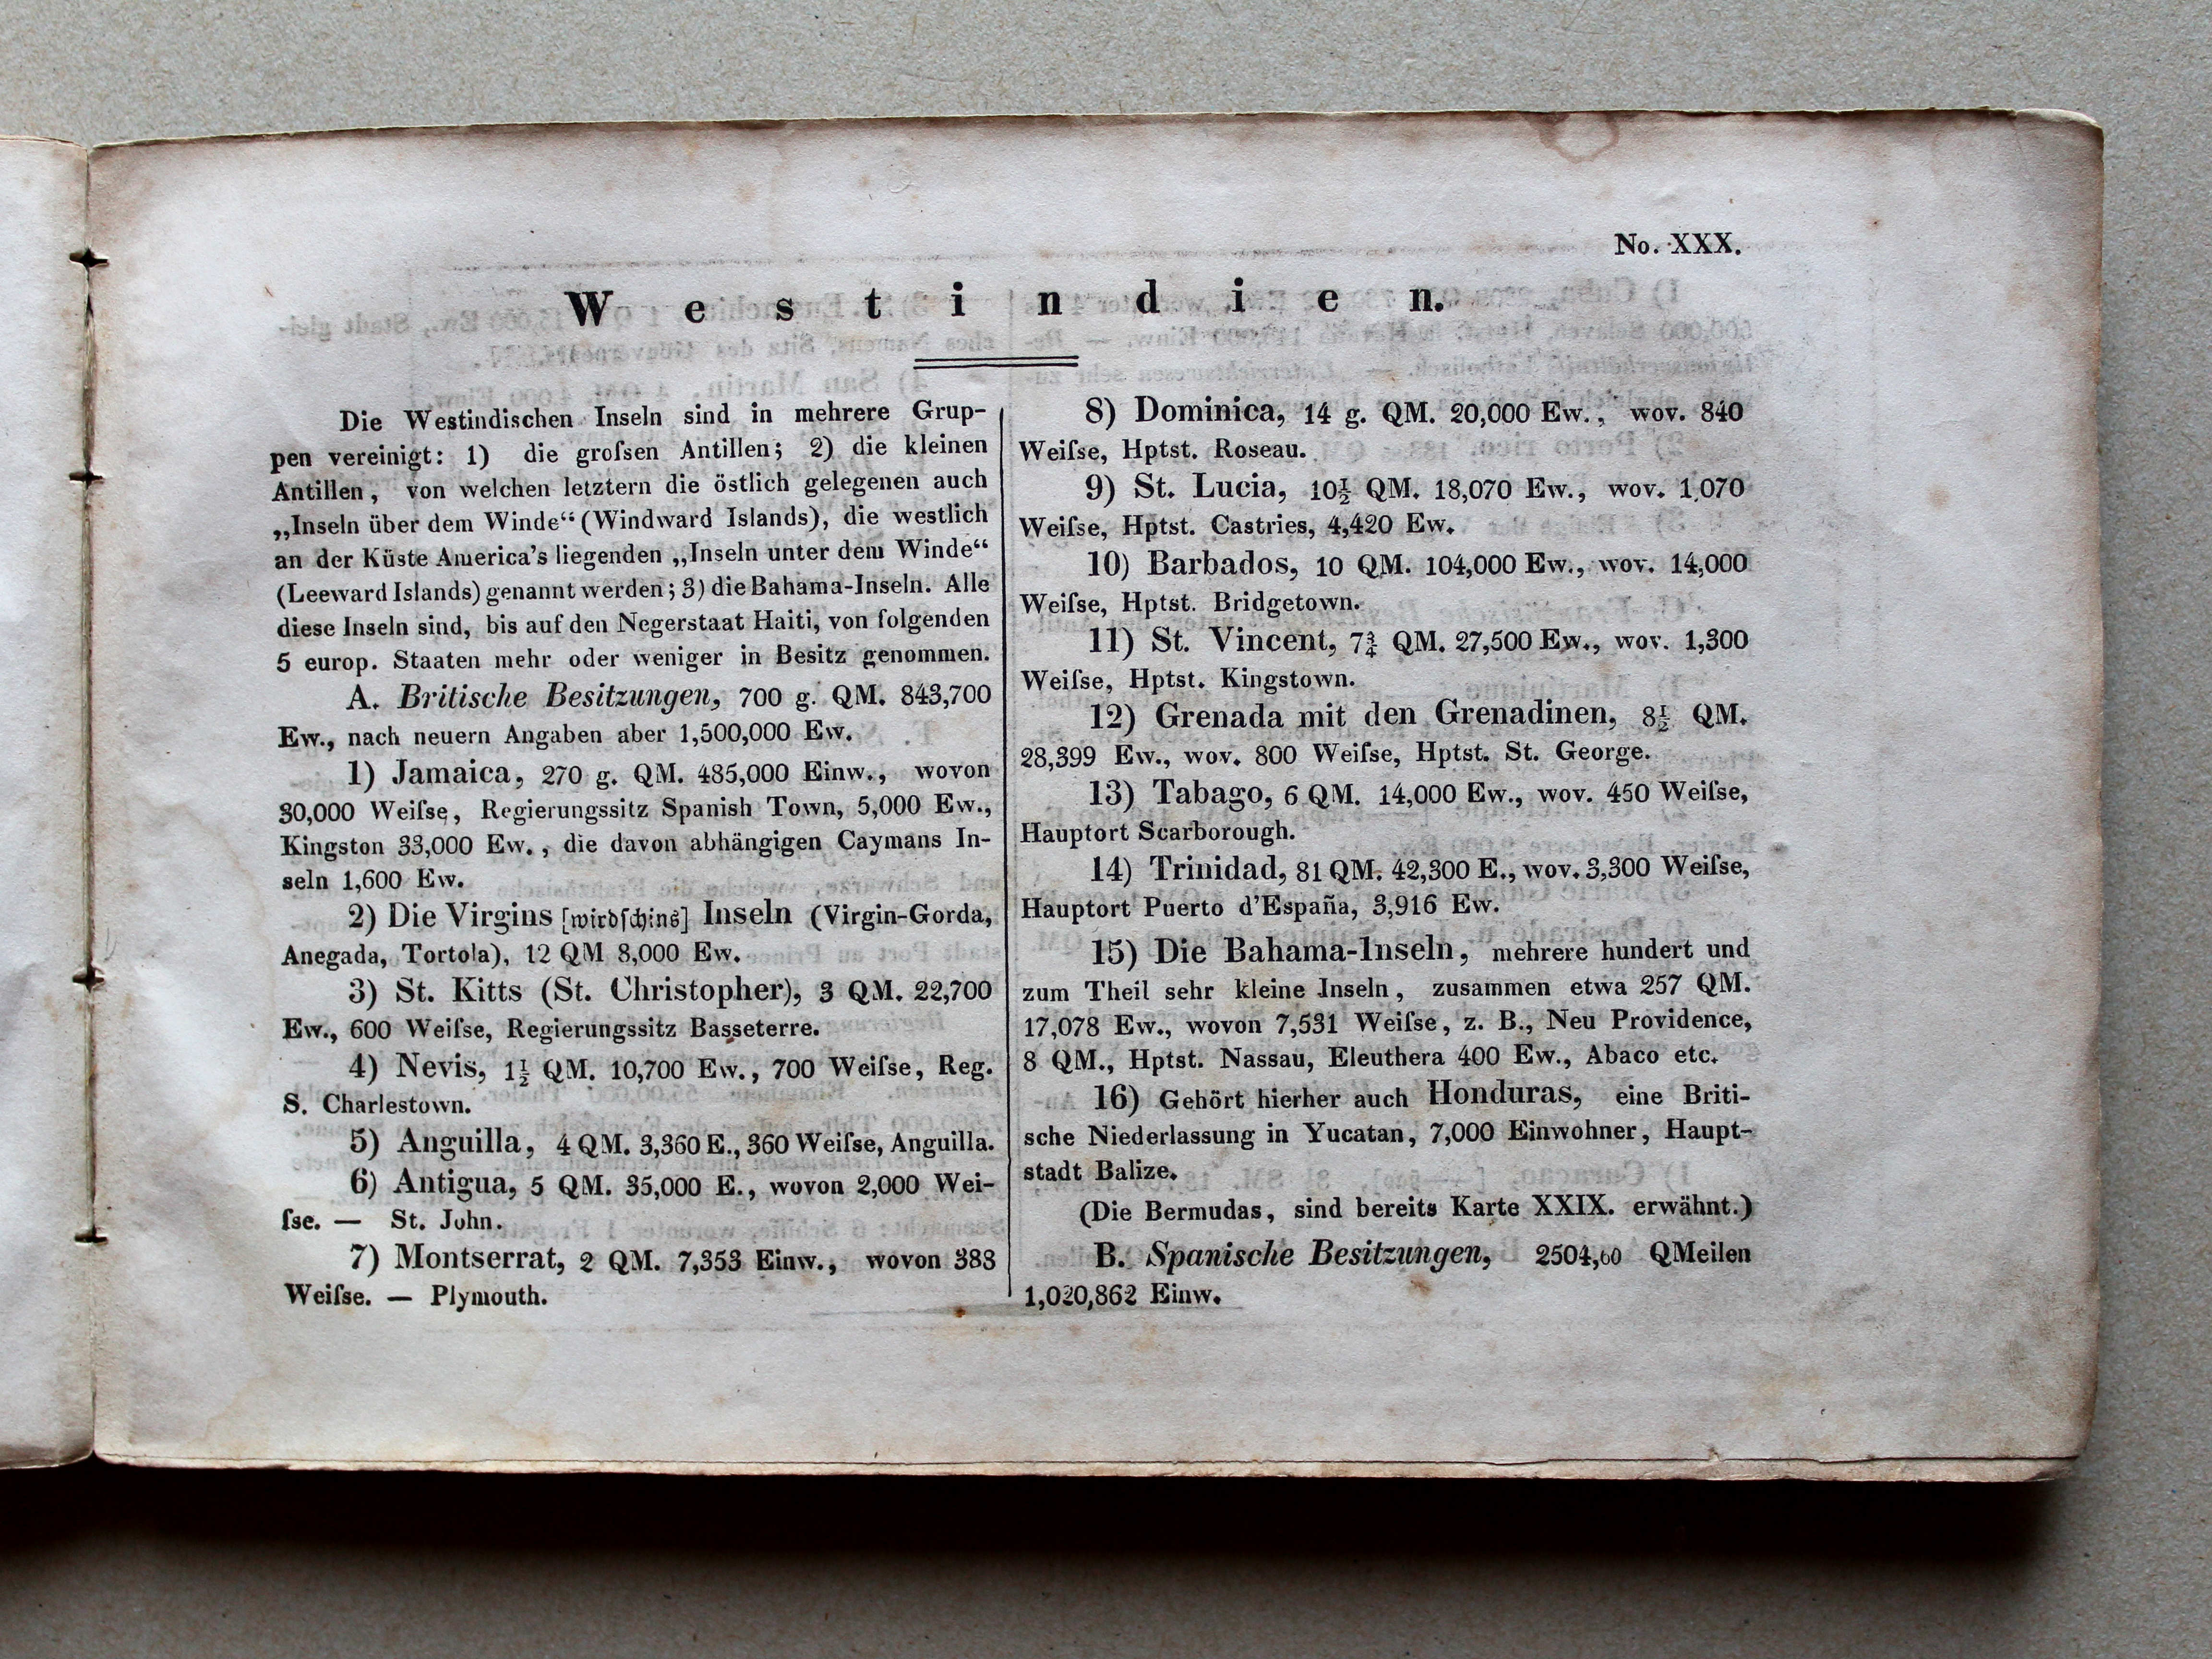 No. XXX.
Westindien.
Die Westindischen Inseln sind in mehrere Grup-
pen vereinigt: 1) die groſsen Antillen; 2) die kleinen
Antillen, von welchen letztern die östlich gelegenen auch
„Inseln über dem Winde“ (Windward Islands), die westlich
an der Küste America's liegenden „Inseln unter dem Winde“
(Leeward Islands) genannt werden; 3) die Bahama-Inseln. Alle
diese Inseln sind, bis auf den Negerstaat Haiti, von folgenden
5 europ. Staaten mehr oder weniger in Besitz genommen.
A. Britische Besitzungen, 700 g. QM. 843,700
Ew., nach neuern Angaben aber 1,500,000 Ew.
1) Jamaica, 270 g. QM. 485,000 Einw., wovon
30,000 Weiſse, Regierungssitz Spanish Town, 5,000 Ew.,
Kingston 33,000 Ew., die davon abhängigen Caymans In-
seln 1,600 Ew.
2) Die Virgins [wirdſchins] Inseln (Virgin-Gorda,
Anegada, Tortola), 12 QM 8,000 Ew.
3) St. Kitts (St. Christopher), 3 QM. 22,700
Ew., 600 Weiſse, Regierungssitz Basseterre.
4) Nevis, 1½ QM. 10,700 Ew., 700 Weiſse, Reg.
S. Charlestown.
5) Anguilla, 4 QM. 3,360 E., 360 Weiſse, Anguilla.
6) Antigua, 5 QM. 35,000 E., wovon 2,000 Wei-
ſse. — St. John.
7) Montserrat, 2 QM. 7,353 Einw., wovon 383
Weiſse. — Plymouth.
8) Dominica, 14 g. QM. 20,000 Ew., wov. 840
Weiſse, Hptst. Roseau.
9) St. Lucia, 10½ QM. 18,070 Ew., wov. 1,070
Weiſse, Hptst. Castries, 4,420 Ew.
10) Barbados, 10 QM. 104,000 Ew., wov. 14,000
Weiſse, Hptst. Bridgetown.
11) St. Vincent, 7¾ QM. 27,500 Ew., wov. 1,300
Weiſse, Hptst. Kingstown.
12) Grenada mit den Grenadinen, 8½ QM.
28,399 Ew., wov. 800 Weiſse, Hptst. St. George.
13) Tabago, 6 QM. 14,000 Ew., wov. 450 Weiſse,
Hauptort Scarborough.
14) Trinidad, 81 QM. 42,300 E., wov. 3,300 Weiſse,
Hauptort Puerto d'España, 3,916 Ew.
15) Die Bahama-Inseln, mehrere hundert und
zum Theil sehr kleine Inseln, zusammen etwa 257 QM.
17,078 Ew., wovon 7,531 Weiſse, z. B., Neu Providence,
8 QM., Hptst. Nassau, Eleuthera 400 Ew., Abaco etc.
16) Gehört hierher auch Honduras, eine Briti-
sche Niederlassung in Yucatan, 7,000 Einwohner, Haupt-
stadt Balize.
(Die Bermudas, sind bereits Karte XXIX. erwähnt.)
B. Spanische Besitzungen, 2504,60 QMeilen
1,020,862 Einw.